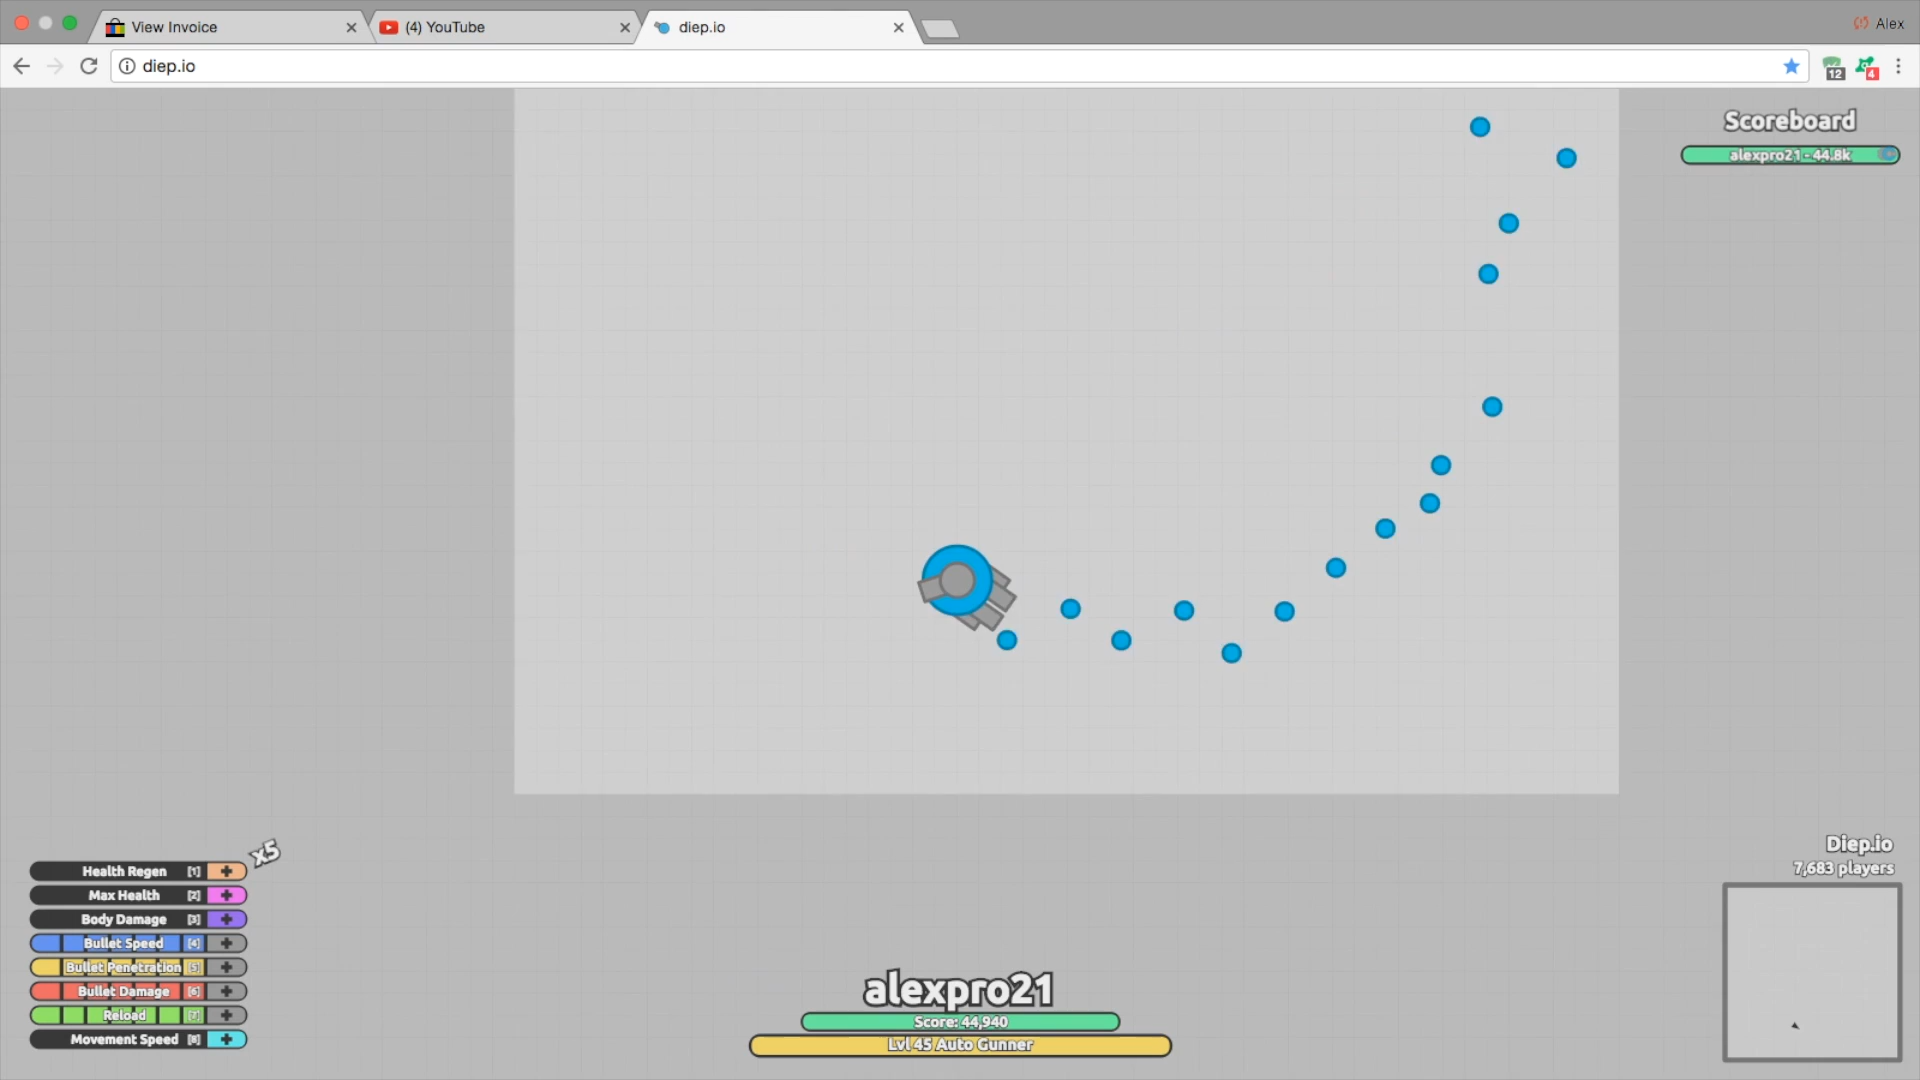 View Invoice
(4) YouTube
diep.io
Alex
diep.io
12
4
Scoreboard
alexpro21 - 44.8k
x5
Health Regen [1]
Max Health [2]
Body Damage [3]
Bullet Speed [4]
Bullet Penetration [5]
Bullet Damage [6]
Reload [7]
Movement Speed [8]
alexpro21
Score: 44,940
Lvl 45 Auto Gunner
Diep.io
7,683 players